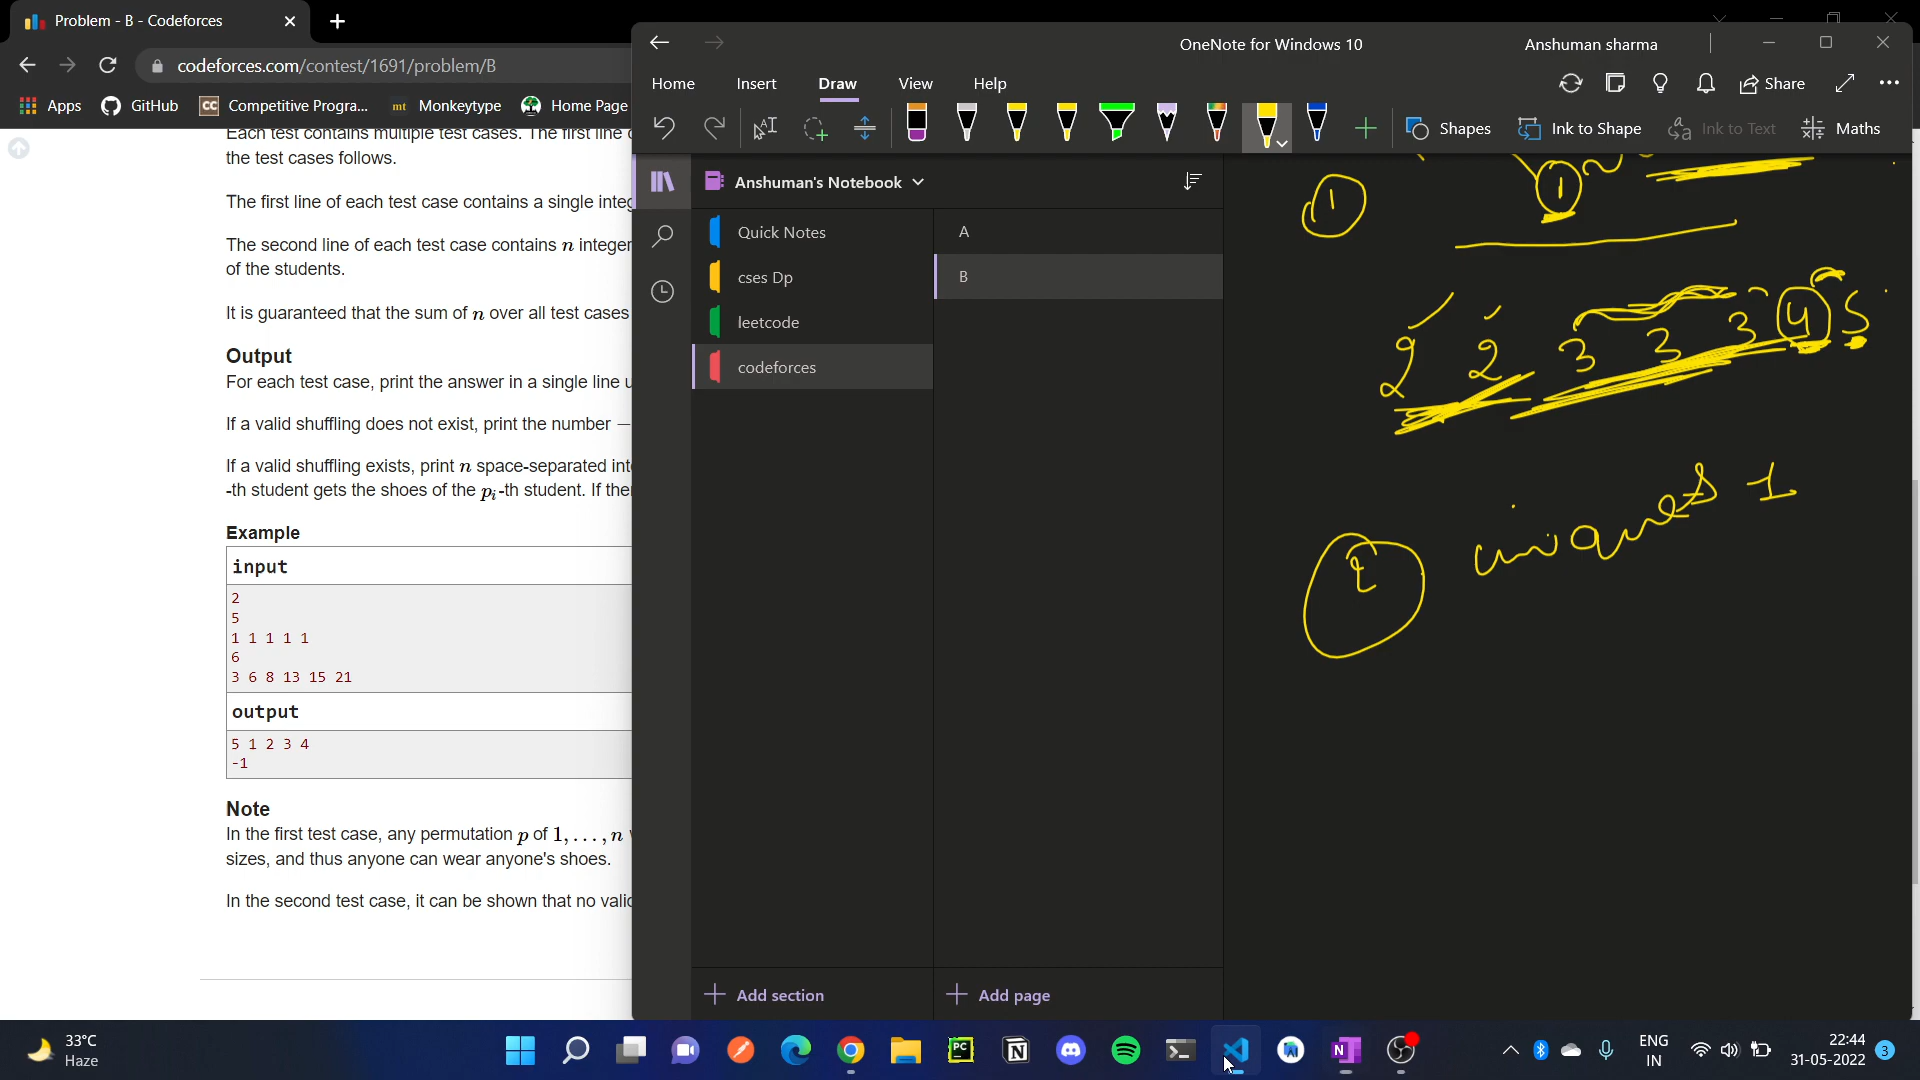 Problem - B - Codeforces
OneNote for Windows 10
Anshuman sharma
codeforces.com/contest/1691/problem/B
Home Insert Draw View Help
Share
Apps GitHub Competitive Progra... Monkeytype Home Page
Shapes Ink to Shape Ink to Text Maths
Each test contains multiple test cases. The first line
the test cases follows.
The first line of each test case contains a single integ
The second line of each test case contains n integer
of the students.
It is guaranteed that the sum of n over all test cases
Output
For each test case, print the answer in a single line u
If a valid shuffling does not exist, print the number —
If a valid shuffling exists, print n space-separated int
-th student gets the shoes of the pi-th student. If the
Example
input
2
5
1 1 1 1 1
6
3 6 8 13 15 21
output
5 1 2 3 4
-1
Note
In the first test case, any permutation p of 1, . . . , n
sizes, and thus anyone can wear anyone's shoes.
In the second test case, it can be shown that no valid
Anshuman's Notebook
Quick Notes
cses Dp
leetcode
codeforces
A
B
Add section
Add page
1 1
2 2 3 3 3 4 5
uniques 1
33°C
Haze
ENG
IN
22:44
31-05-2022
3